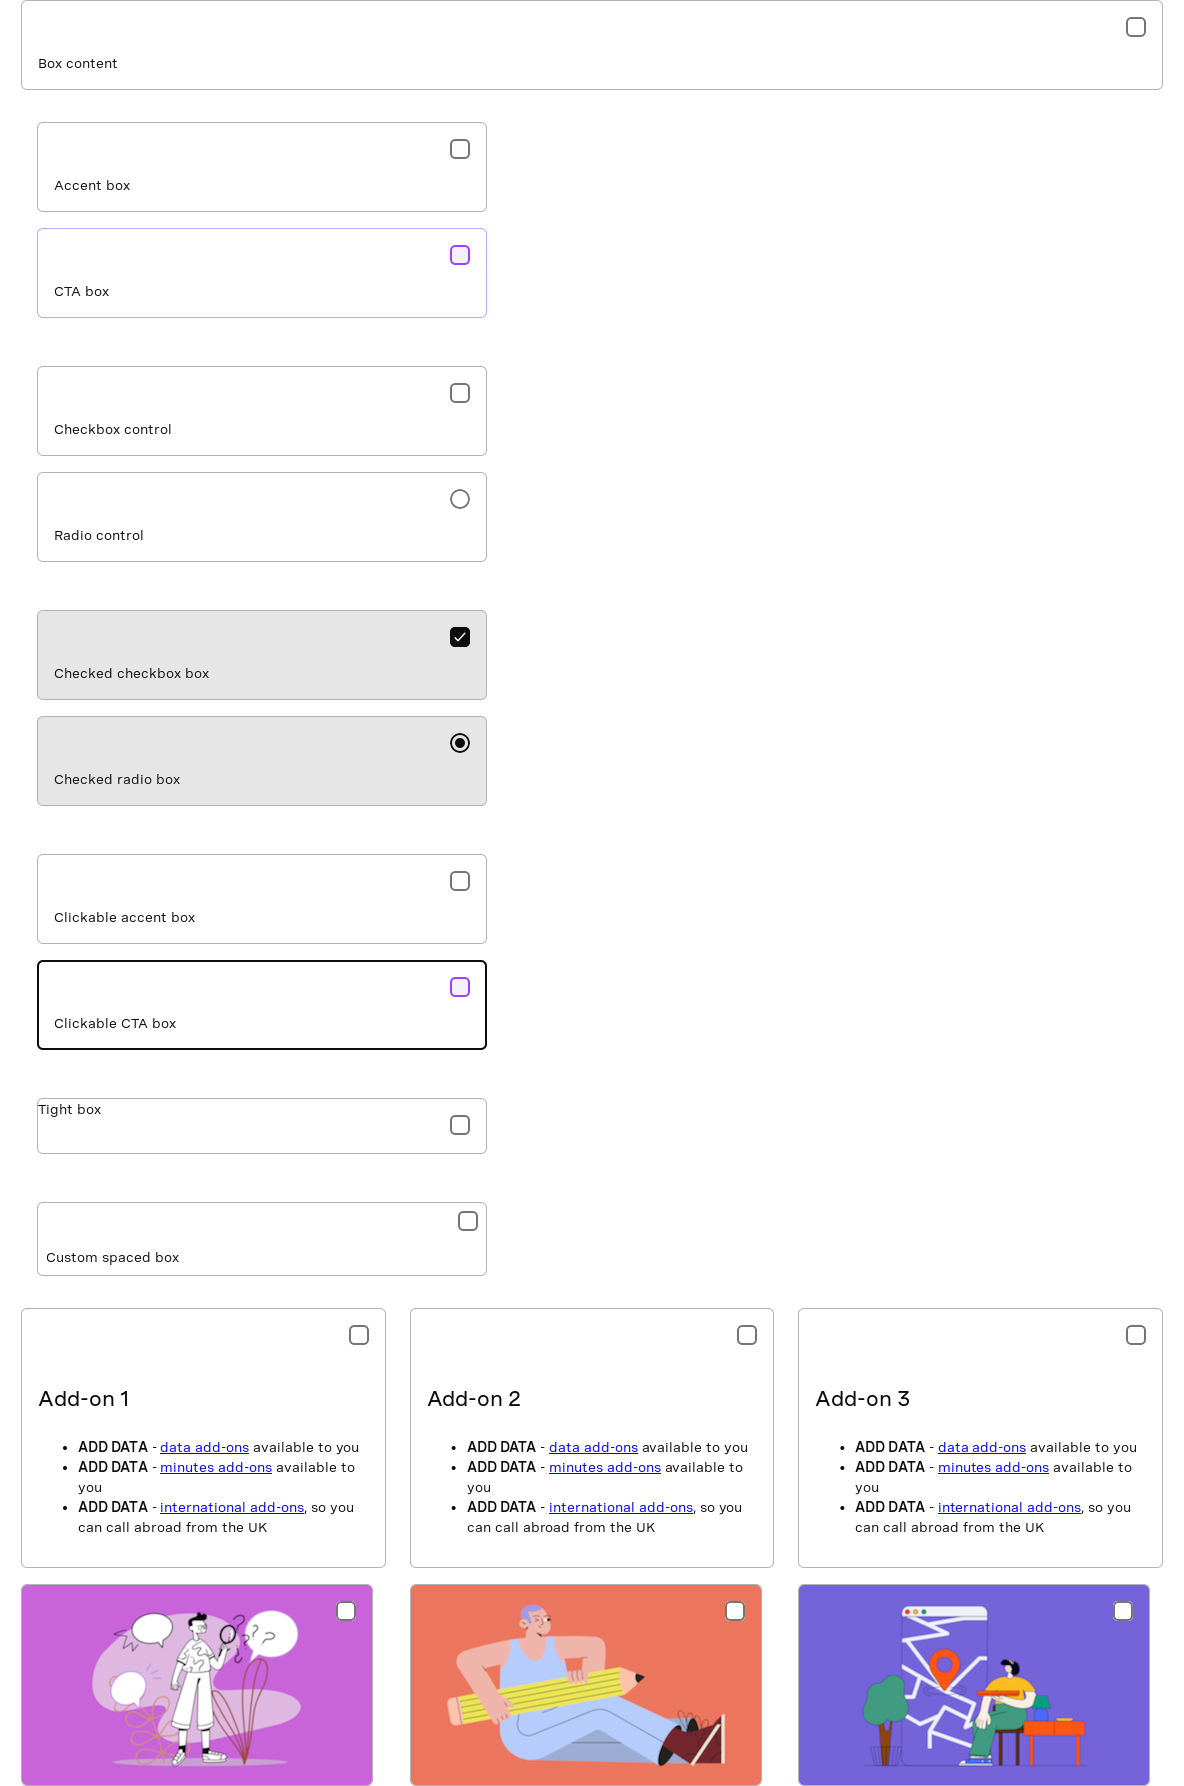 Box content
Accent box
CTA box
Checkbox control
Radio control
Checked checkbox box
Checked radio box
Clickable accent box
Clickable CTA box
Tight box
Custom spaced box
Add-on 1
• ADD DATA - data add-ons available to you
• ADD DATA - minutes add-ons available to
you
• ADD DATA - international add-ons, so you
can call abroad from the UK
Add-on 2
• ADD DATA - data add-ons available to you
• ADD DATA - minutes add-ons available to
you
• ADD DATA - international add-ons, so you
can call abroad from the UK
Add-on 3
• ADD DATA - data add-ons available to you
• ADD DATA - minutes add-ons available to
you
• ADD DATA - international add-ons, so you
can call abroad from the UK